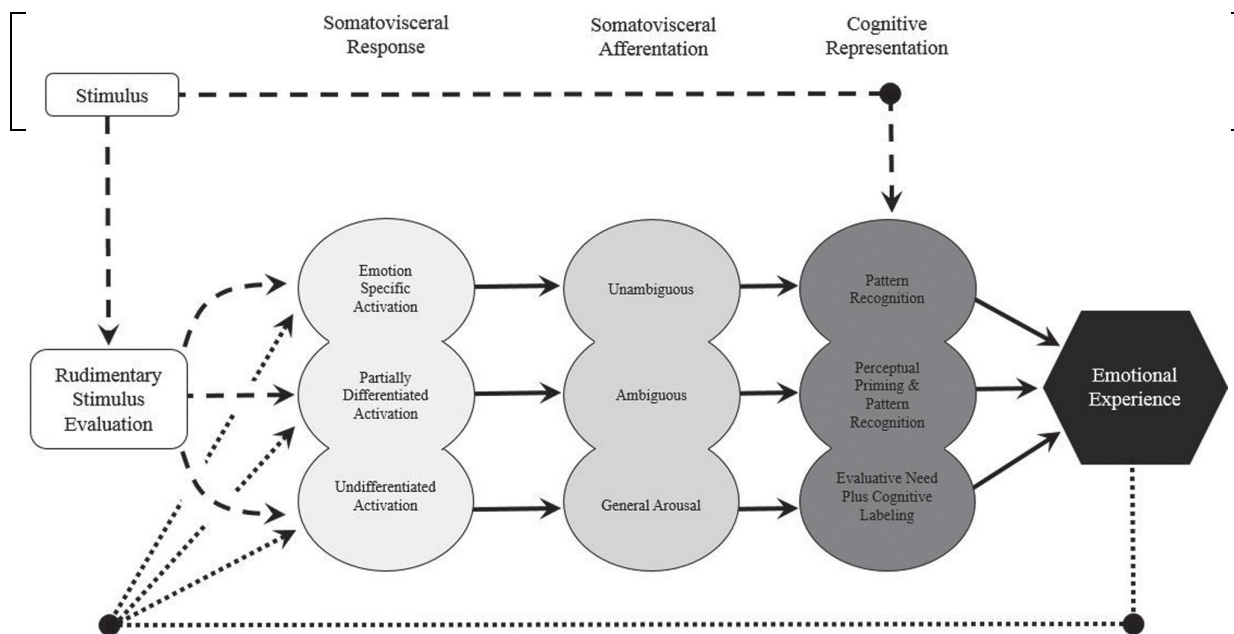 Somatovisceral
Response
Somatovisceral
Afferentation
Cognitive
Representation
Stimulus
Emotion
Specific
Activation
Unambiguous
Pattern
Recognition
Rudimentary
Stimulus
Evaluation
Partially
Differentiated
Activation
Ambiguous
Perceptual
Priming &
Pattern
Recognition
Emotional
Experience
Undifferentiated
Activation
General Arousal
Evaluative Need
Plus Cognitive
Labeling